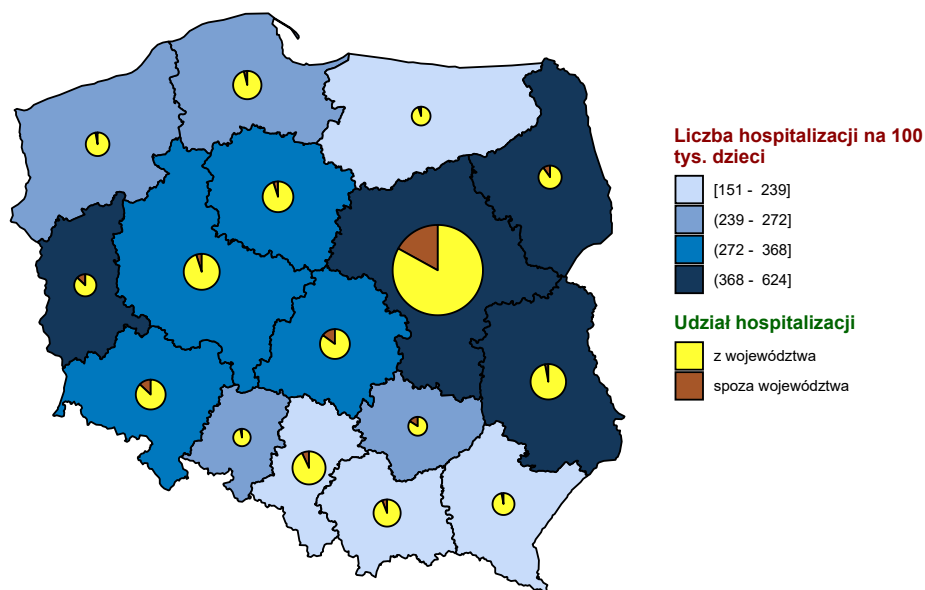 Liczba hospitalizacji na 100
tys. dzieci
[151 - 239]
(239 - 272]
(272 - 368]
(368 - 624]
Udział hospitalizacji
z województwa
spoza województwa